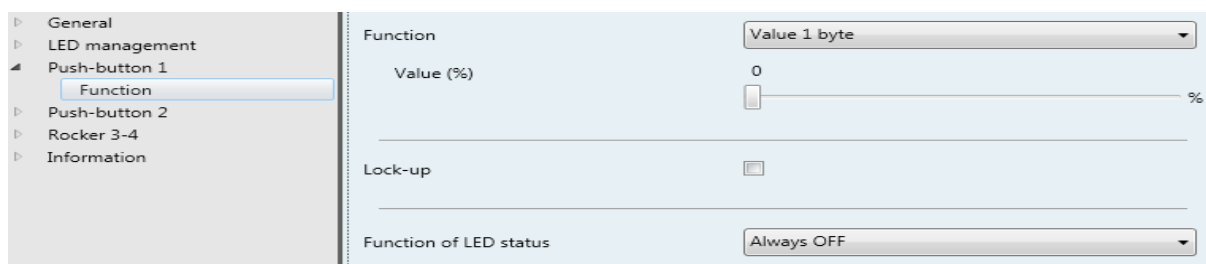 General
LED management
Push-button 1
Function
Push-button 2
Rocker 3-4
Information
Function
Value 1 byte
Value (%)
0
%
Lock-up
Function of LED status
Always OFF